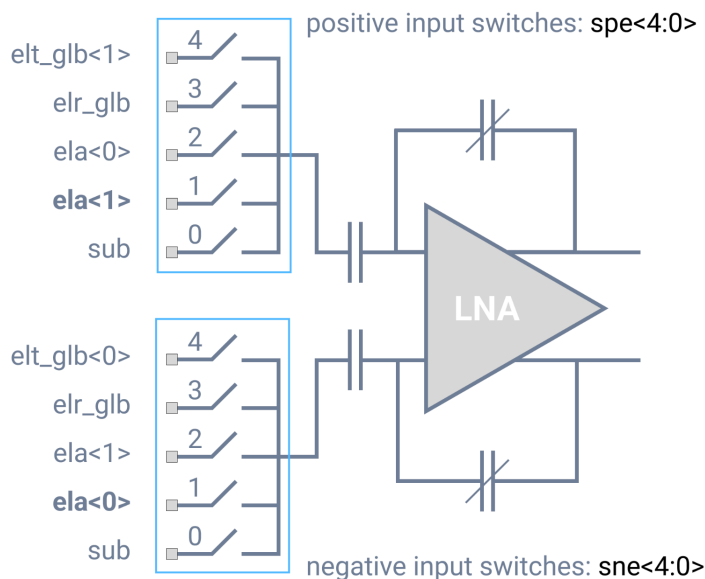 positive input switches: spe<4:0>
elt_glb<1> 4
elr_glb 3
ela<0> 2
ela<1> 1
sub 0
LNA
elt_glb<0> 4
elr_glb 3
ela<1> 2
ela<0> 1
sub 0
negative input switches: sne<4:0>